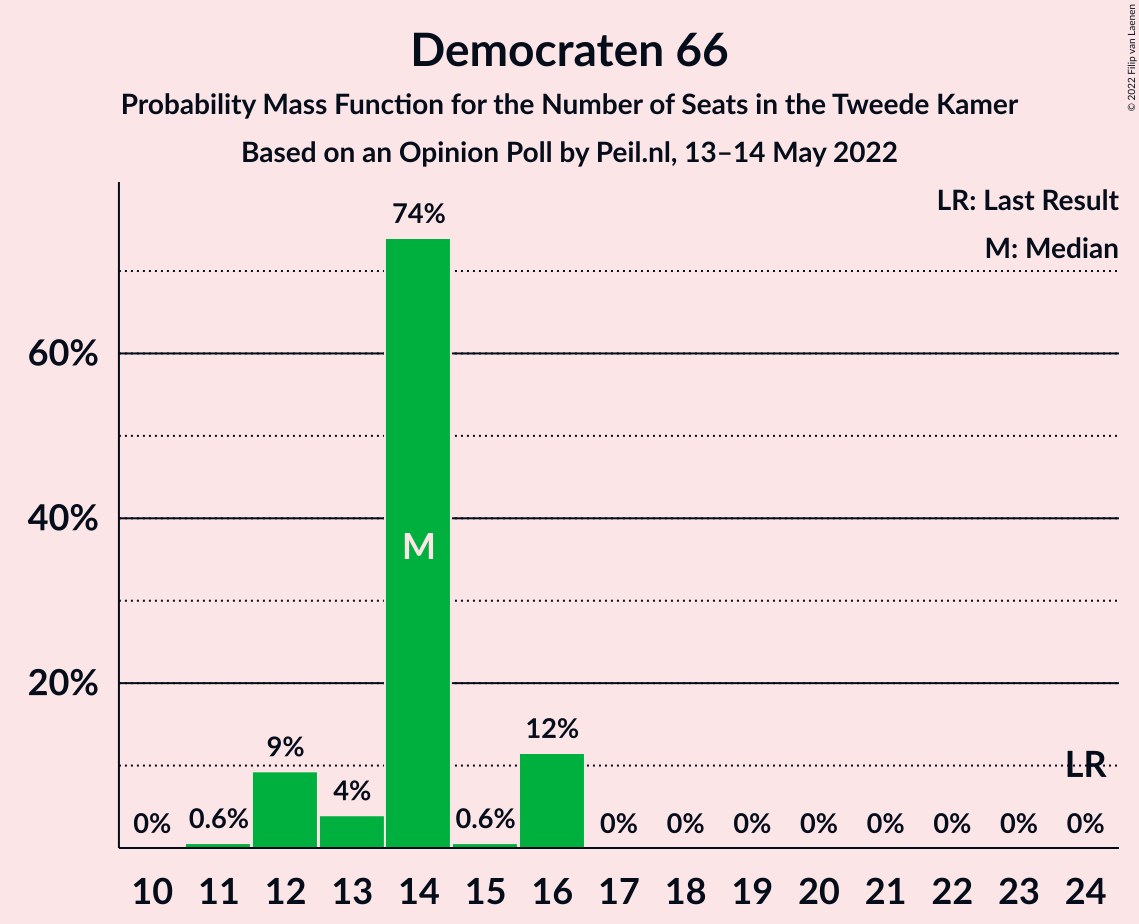 Democraten 66
Probability Mass Function for the Number of Seats in the Tweede Kamer
Based on an Opinion Poll by Peil.nl, 13–14 May 2022
© 2022 Filip van Laenen
LR: Last Result
M: Median
60%
40%
20%
0%
0.6%
9%
4%
74%
M
0.6%
12%
0%
0%
0%
0%
0%
0%
0%
0%
LR
10 11 12 13 14 15 16 17 18 19 20 21 22 23 24